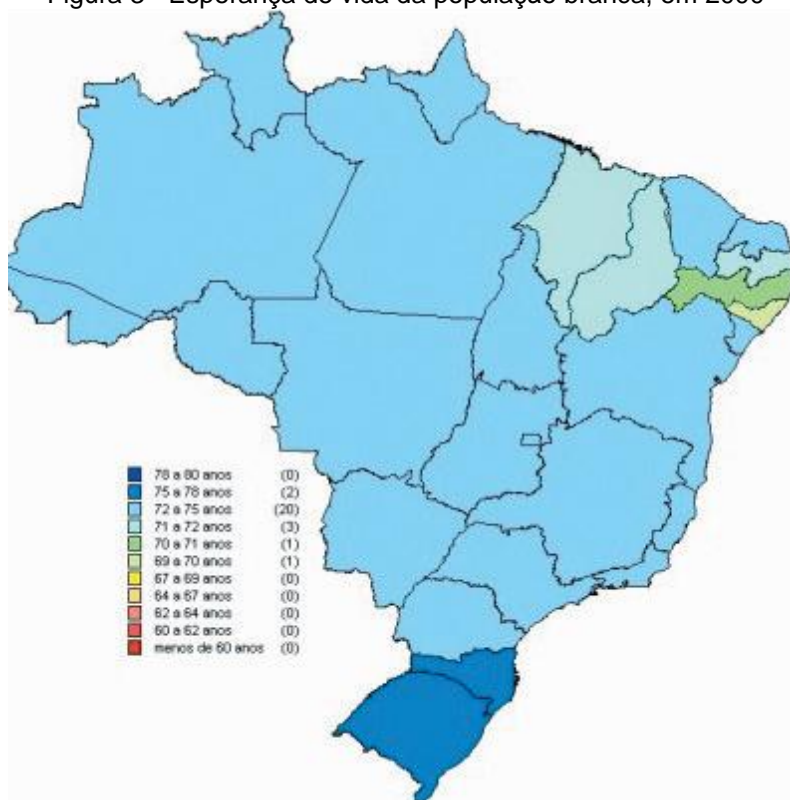 Figura 3 - Esperança de vida da população branca, em 2000
78 a 80 anos (0)
75 a 78 anos (2)
72 a 75 anos (20)
71 a 72 anos (3)
70 a 71 anos (1)
69 a 70 anos (1)
67 a 69 anos (0)
64 a 67 anos (0)
62 a 64 anos (0)
60 a 62 anos (0)
menos de 60 anos (0)